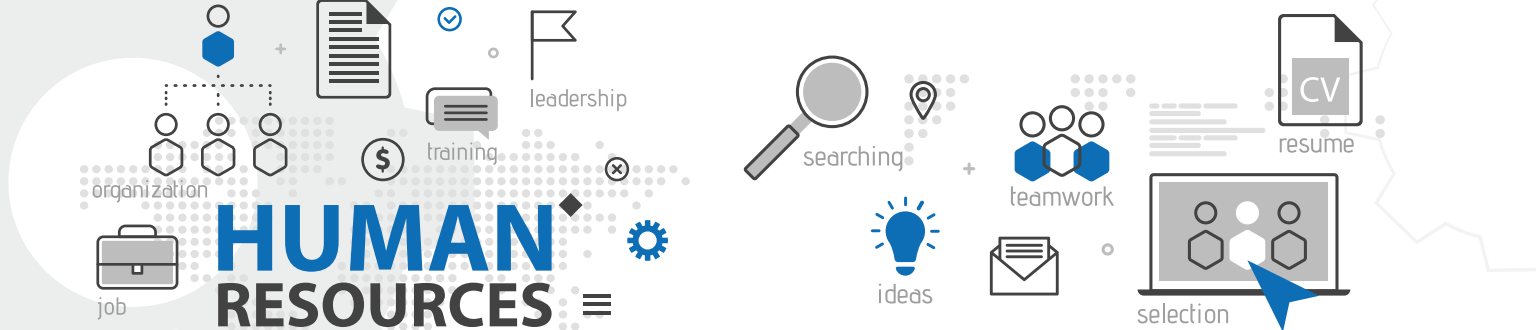 leadership
training
$
organization
HUMAN
RESOURCES
job
searching
CV
resume
teamwork
ideas
selection